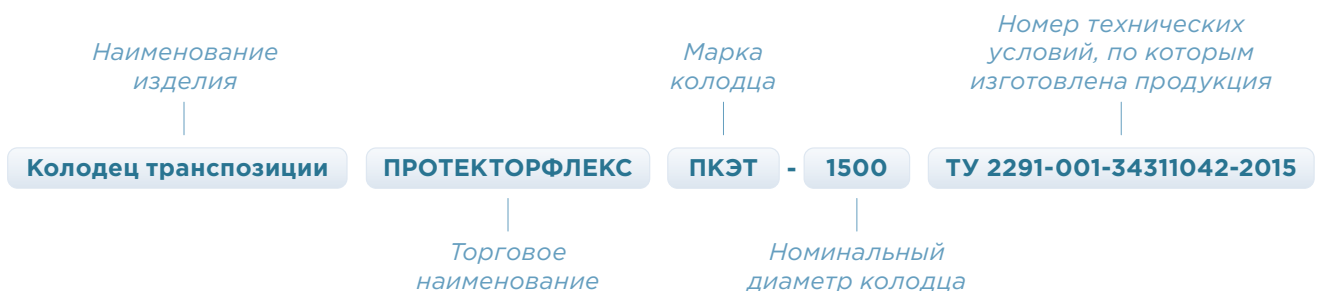 Наименование
изделия
Марка
колодца
Номер технических
условий, по которым
изготовлена продукция
Колодец транспозиции ПРОТЕКТОРФЛЕКС ПКЭТ - 1500 ТУ 2291-001-34311042-2015
Торговое
наименование
Номинальный
диаметр колодца